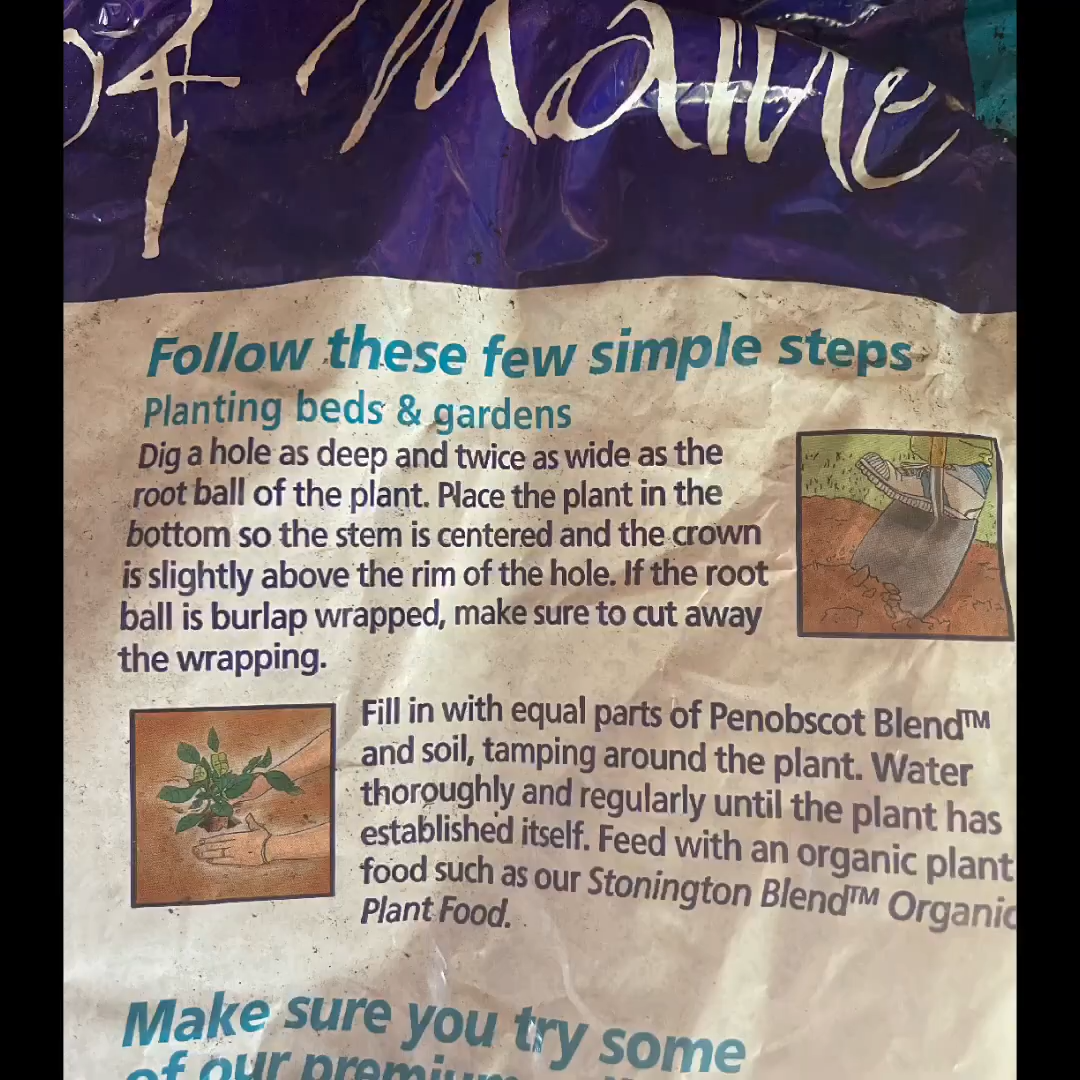 of Maine
Follow these few simple steps
Planting beds & gardens
Dig a hole as deep and twice as wide as the
root ball of the plant. Place the plant in the
bottom so the stem is centered and the crown
is slightly above the rim of the hole. If the root
ball is burlap wrapped, make sure to cut away
the wrapping.
Fill in with equal parts of Penobscot Blend™
and soil, tamping around the plant. Water
thoroughly and regularly until the plant has
established itself. Feed with an organic plant
food such as our Stonington Blend™ Organic
Plant Food.
Make sure you try some
of our premium